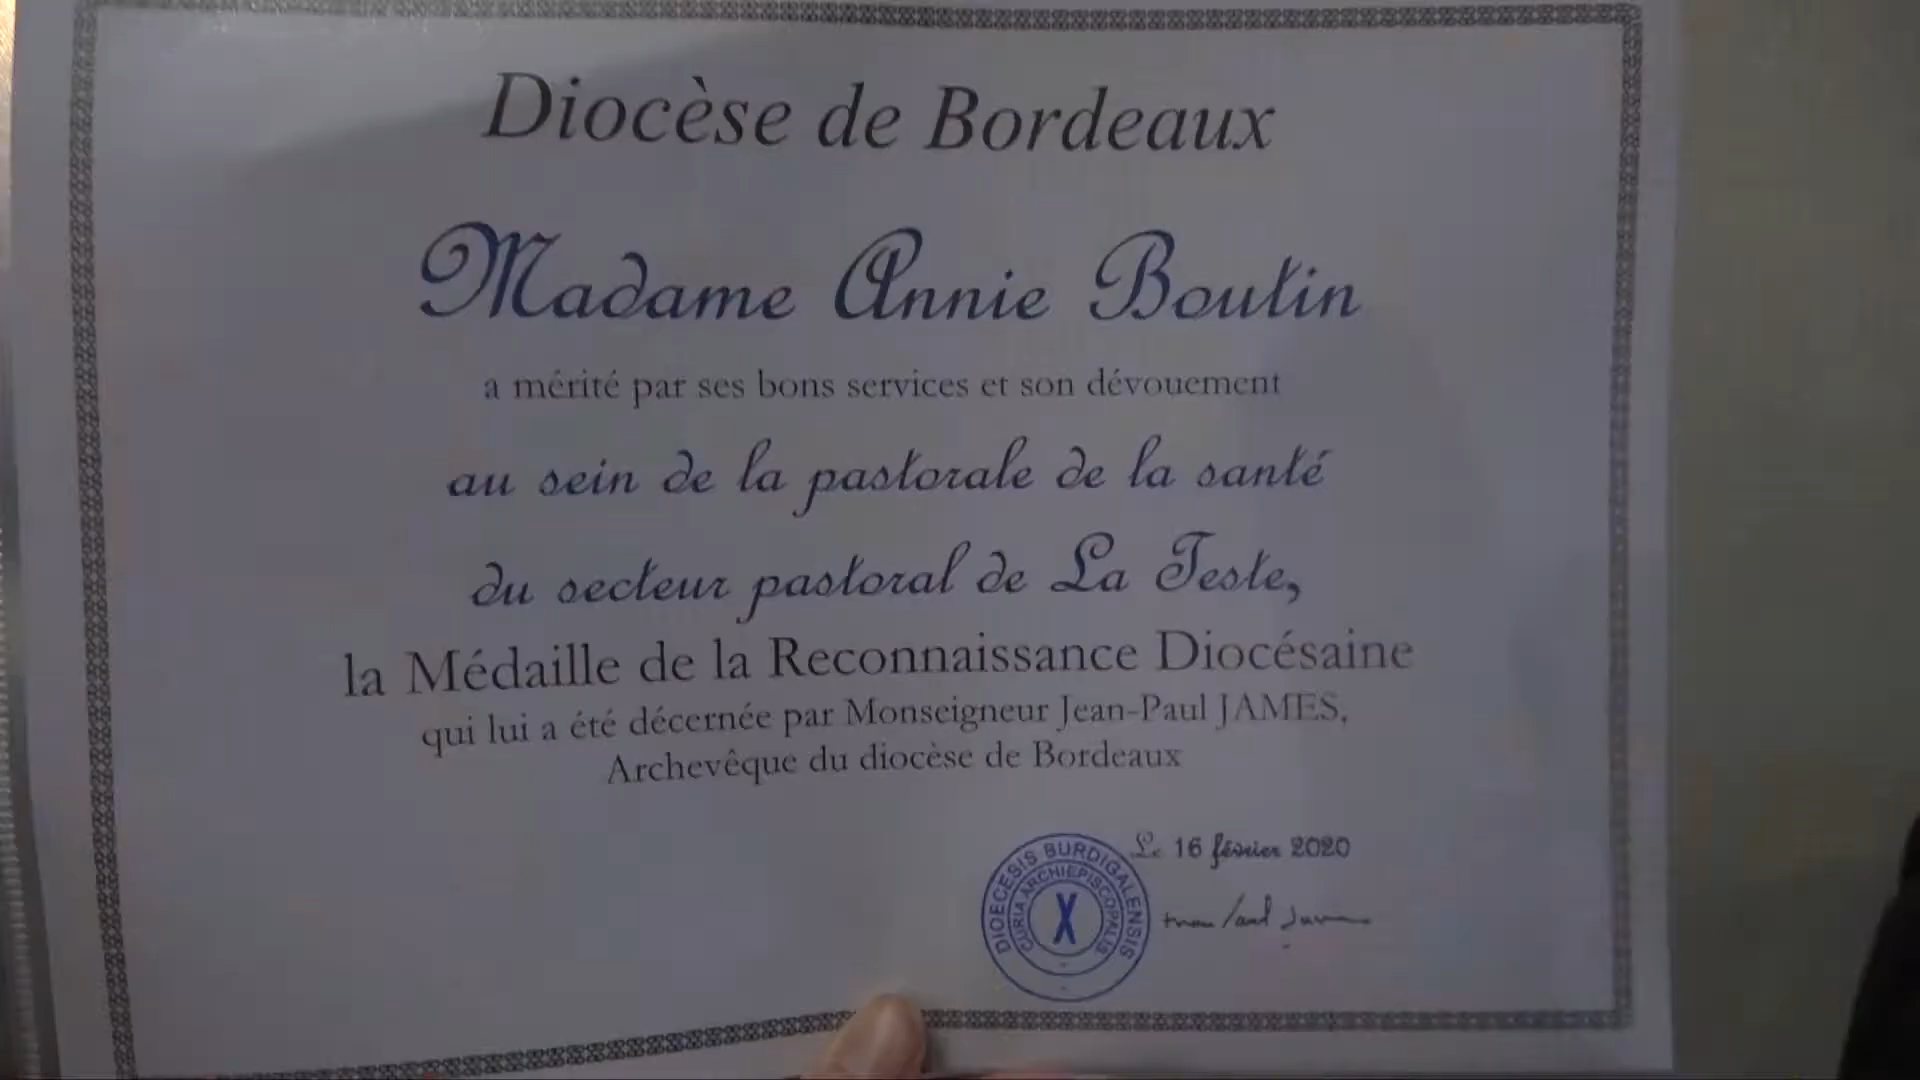 Diocèse de Bordeaux
Madame Annie Boutin
a mérité par ses bons services et son dévouement
au sein de la pastorale de la santé
du secteur pastoral de La Teste,
la Médaille de la Reconnaissance Diocésaine
qui lui a été décernée par Monseigneur Jean-Paul JAMES,
Archevêque du diocèse de Bordeaux
Le 16 février 2020
DIOECESIS BURDIGALENSIS
CURIA ARCHIEPISCOPALIS
X